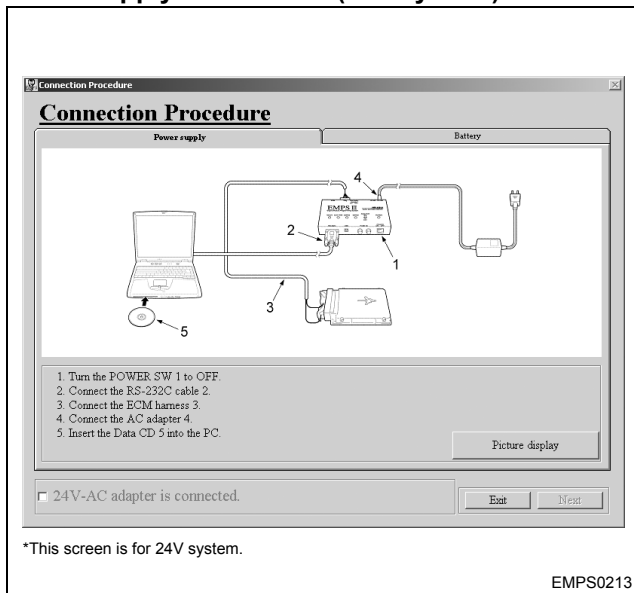 Connection Procedure
Connection Procedure
Power supply
Battery
4
EMPS II
2
1
3
5
1. Turn the POWER SW 1 to OFF.
2. Connect the RS-232C cable 2.
3. Connect the ECM harness 3.
4. Connect the AC adapter 4.
5. Insert the Data CD 5 into the PC.
Picture display
24V-AC adapter is connected.
Exit
Next
*This screen is for 24V system.
EMPS0213